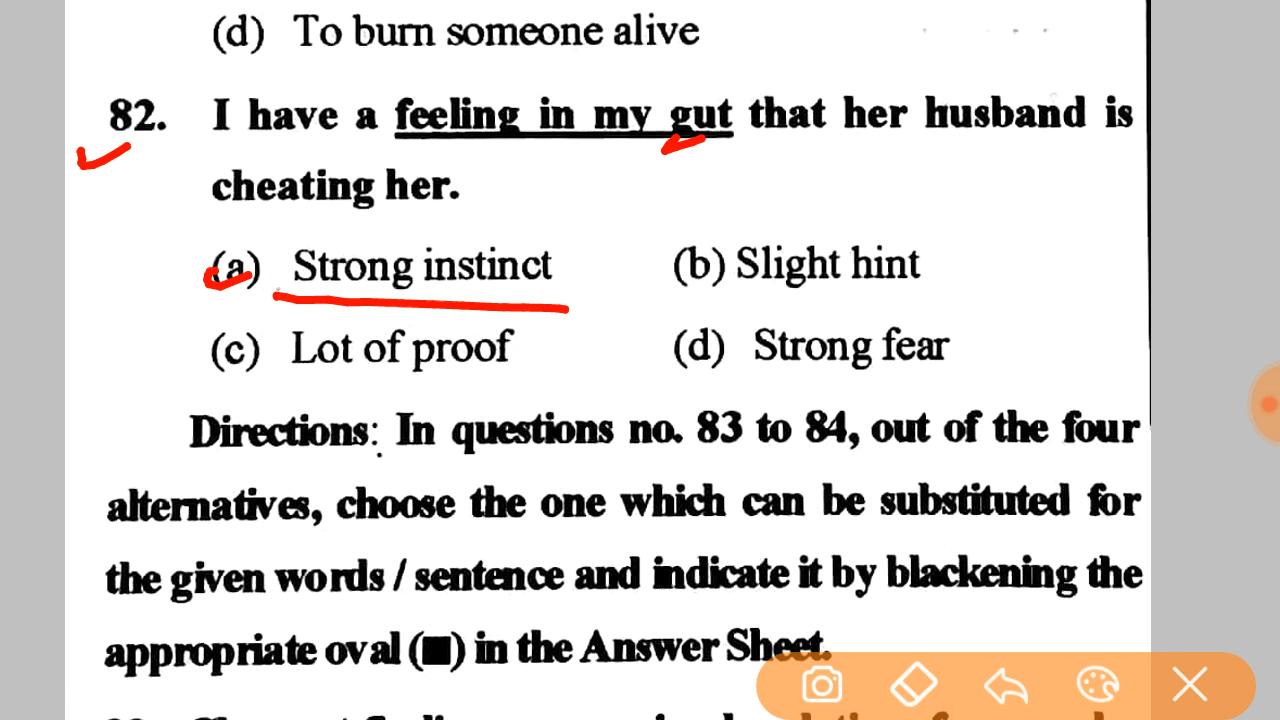 (d) To burn someone alive
82. I have a feeling in my gut that her husband is
cheating her.
(a) Strong instinct (b) Slight hint
(c) Lot of proof (d) Strong fear
Directions: In questions no. 83 to 84, out of the four
alternatives, choose the one which can be substituted for
the given words / sentence and indicate it by blackening the
appropriate oval (■) in the Answer Sheet.